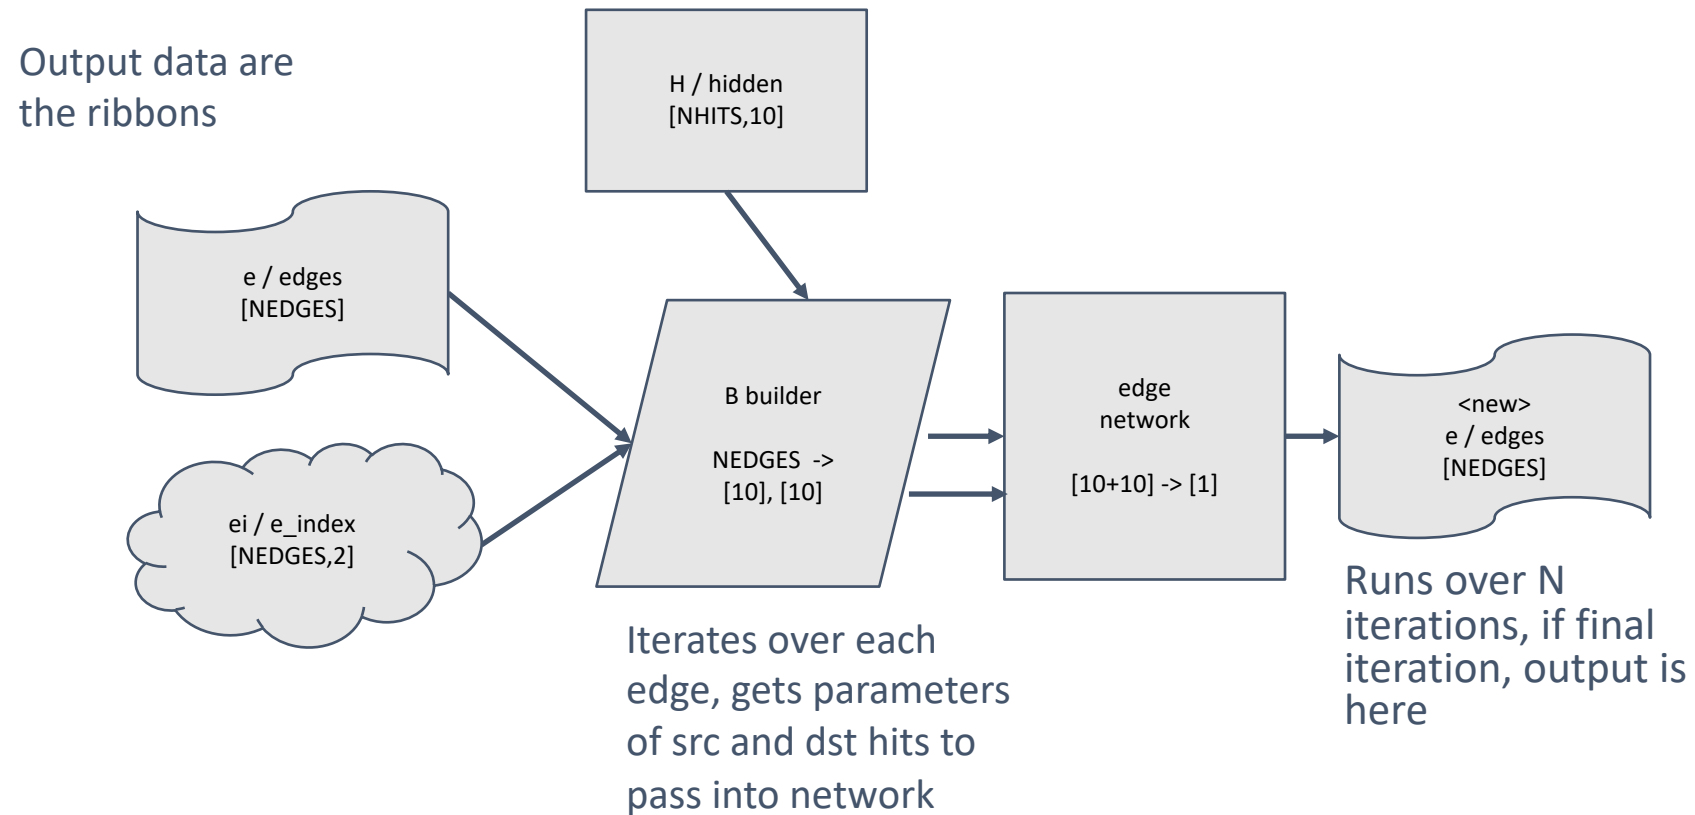 Output data are
the ribbons
H / hidden
[NHITS,10]
e / edges
[NEDGES]
ei / e_index
[NEDGES,2]
B builder
NEDGES  ->
[10], [10]
edge
network
[10+10] -> [1]
<new>
e / edges
[NEDGES]
Iterates over each
edge, gets parameters
of src and dst hits to
pass into network
Runs over N
iterations, if final
iteration, output is
here